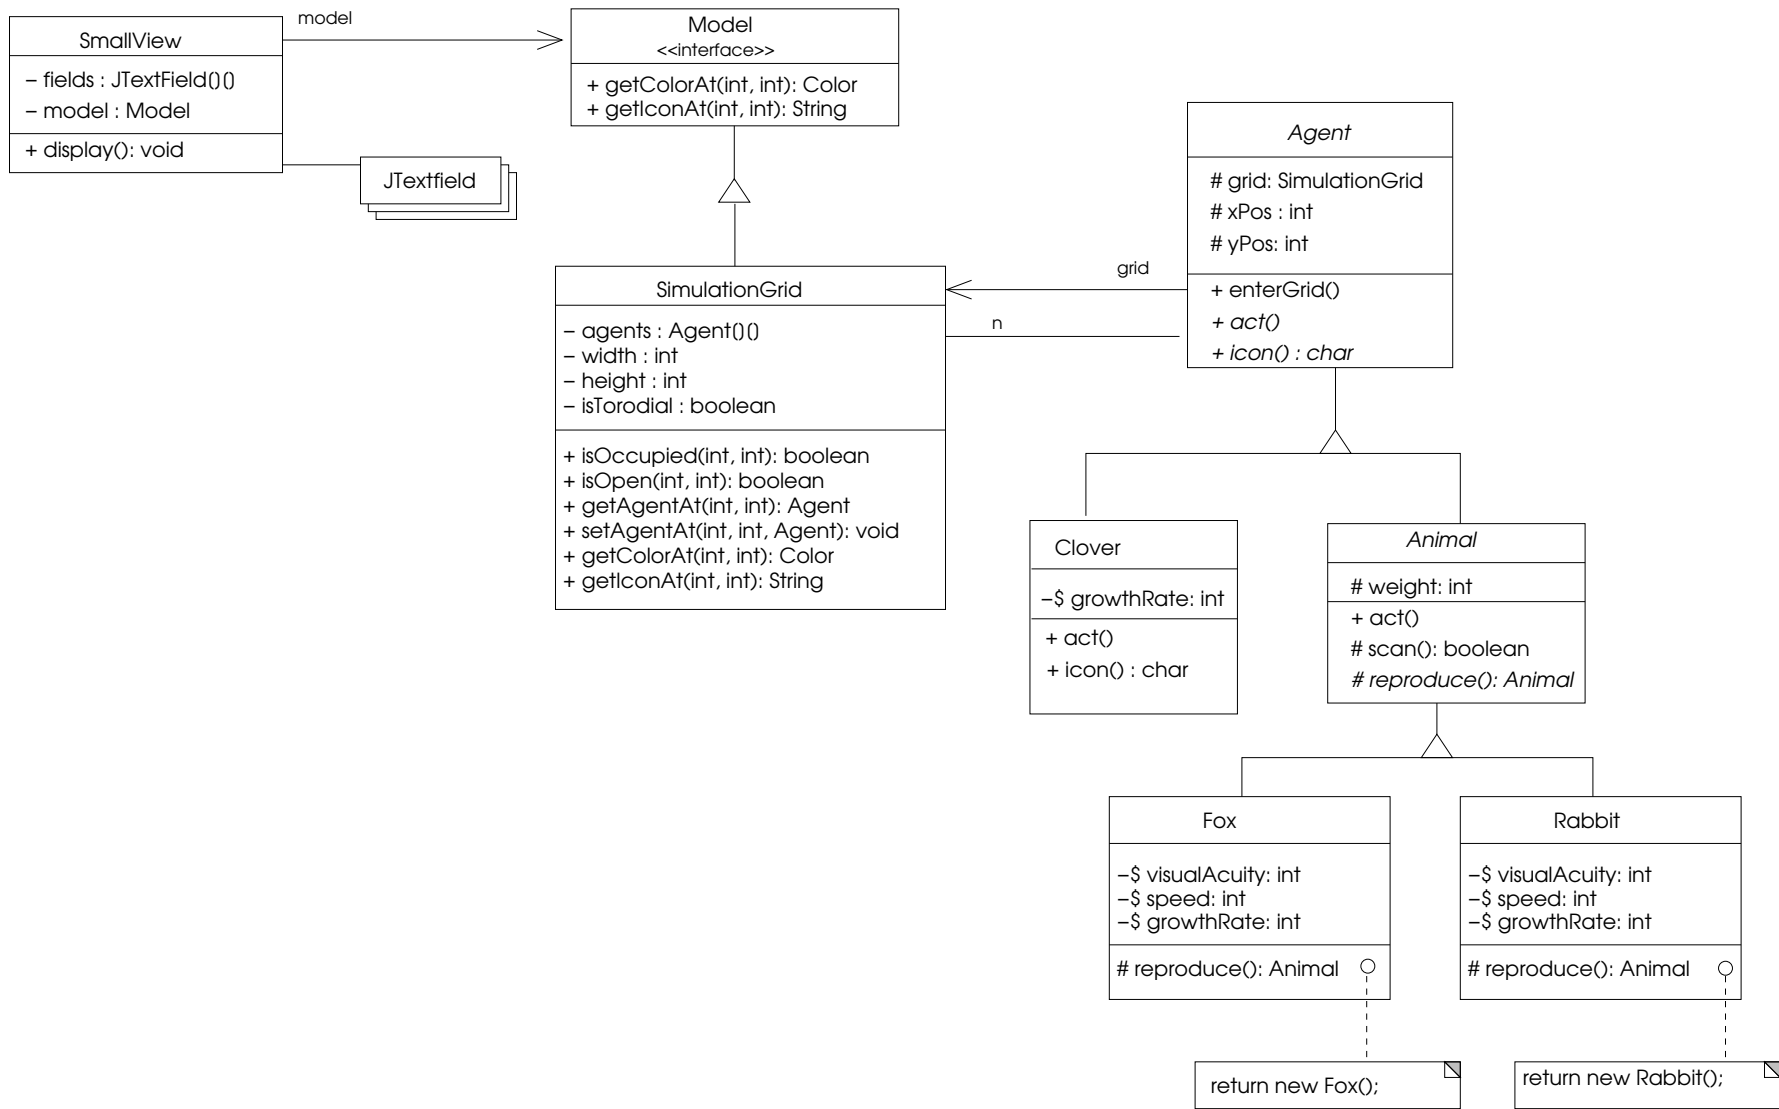 SmallView
– fields : JTextField[][]
– model : Model
+ display(): void
model
JTextfield
Model
<<interface>>
+ getColorAt(int, int): Color
+ getIconAt(int, int): String
SimulationGrid
– agents : Agent[][]
– width : int
– height : int
– isTorodial : boolean
+ isOccupied(int, int): boolean
+ isOpen(int, int): boolean
+ getAgentAt(int, int): Agent
+ setAgentAt(int, int, Agent): void
+ getColorAt(int, int): Color
+ getIconAt(int, int): String
grid
n
Agent
# grid: SimulationGrid
# xPos : int
# yPos: int
+ enterGrid()
+ act()
+ icon() : char
Clover
–$ growthRate: int
+ act()
+ icon() : char
Animal
# weight: int
+ act()
# scan(): boolean
# reproduce(): Animal
Fox
–$ visualAcuity: int
–$ speed: int
–$ growthRate: int
# reproduce(): Animal
return new Fox();
Rabbit
–$ visualAcuity: int
–$ speed: int
–$ growthRate: int
# reproduce(): Animal
return new Rabbit();